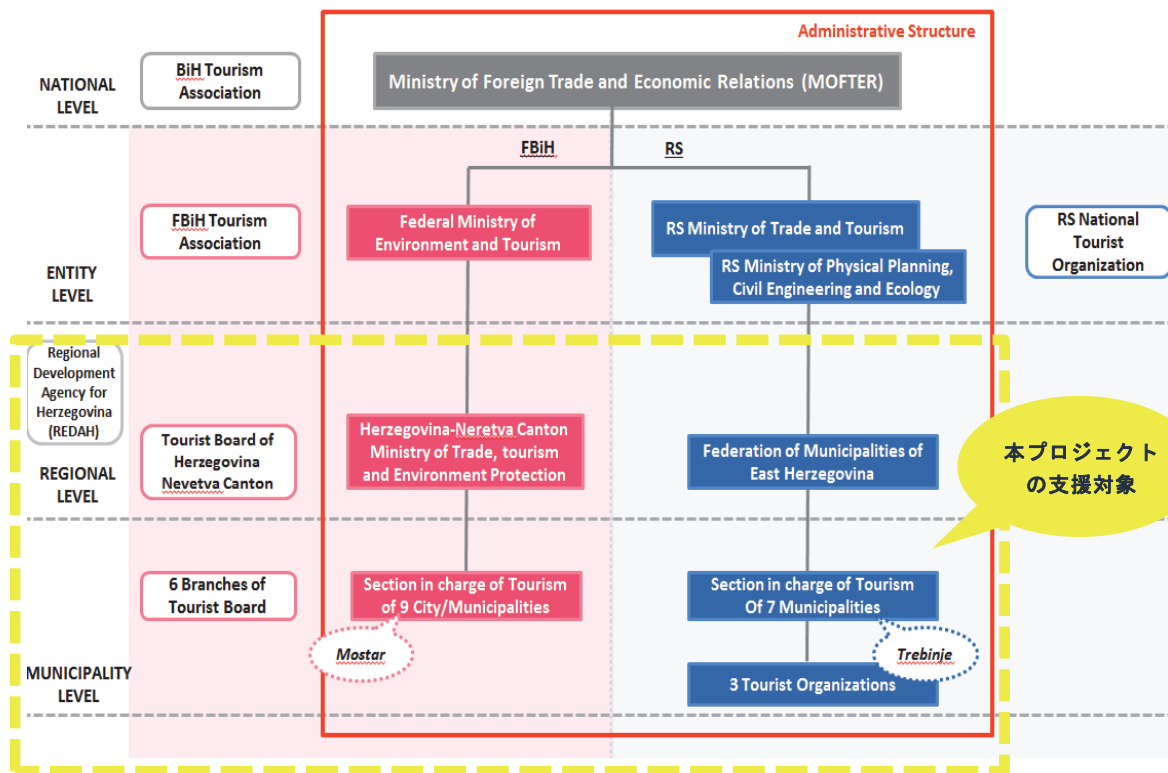 Administrative Structure
NATIONAL
LEVEL
BiH Tourism
Association
Ministry of Foreign Trade and Economic Relations (MOFTER)
FBiH
RS
ENTITY
LEVEL
FBiH Tourism
Association
Federal Ministry of
Environment and Tourism
RS Ministry of Trade and Tourism
RS Ministry of Physical Planning,
Civil Engineering and Ecology
RS National
Tourist
Organization
Regional
Development
Agency for
Herzegovina
(REDAH)
REGIONAL
LEVEL
Tourist Board of
Herzegovina
Nevetva Canton
Herzegovina-Neretva Canton
Ministry of Trade, tourism
and Environment Protection
Federation of Municipalities of
East Herzegovina
本プロジェクト
の支援対象
6 Branches of
Tourist Board
Section in charge of Tourism
of 9 City/Municipalities
Section in charge of Tourism
Of 7 Municipalities
Mostar
Trebinje
MUNICIPALITY
LEVEL
3 Tourist Organizations